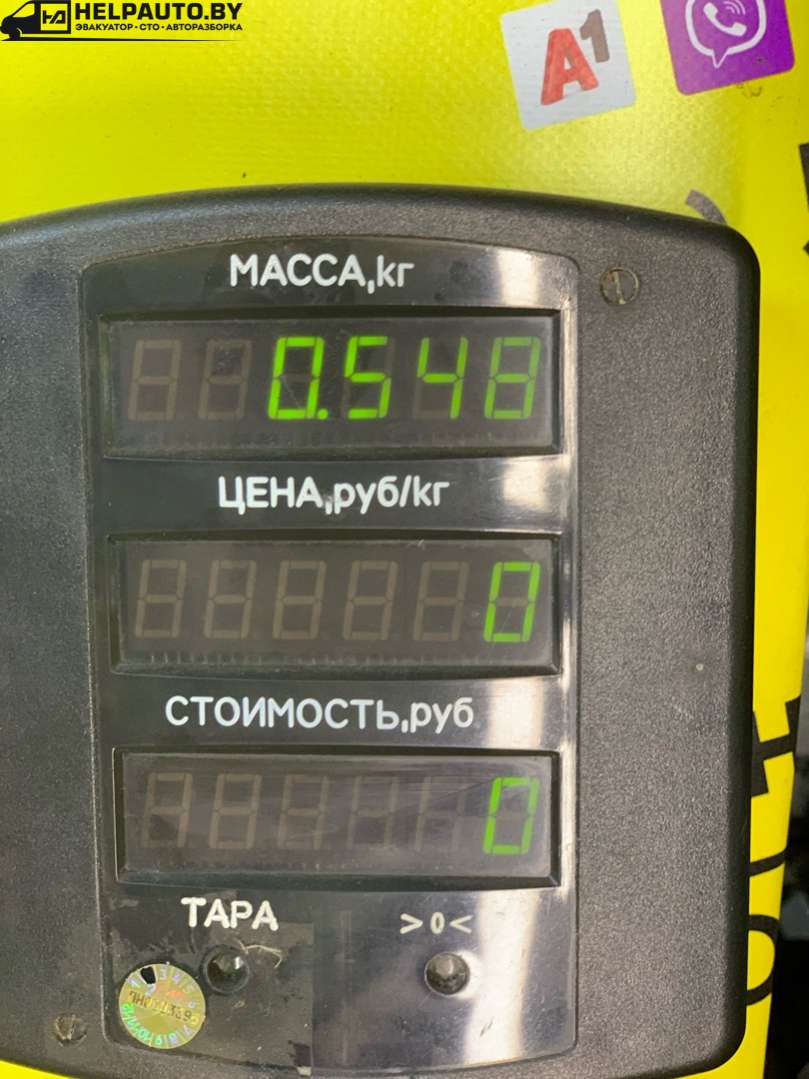 HELPAUTO.BY
ЭВАКУАТОР • СТО • АВТОРАЗБОРКА
A1
МАССА,кг
0.548
ЦЕНА,руб/кг
0
СТОИМОСТЬ,руб
0
ТАРА
>0<